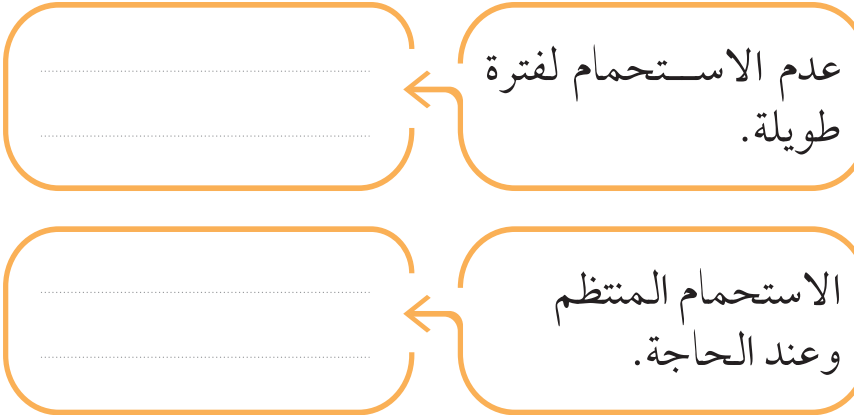 عدم الاستحمام لفترة
طويلة.
الاستحمام المنتظم
وعند الحاجة.